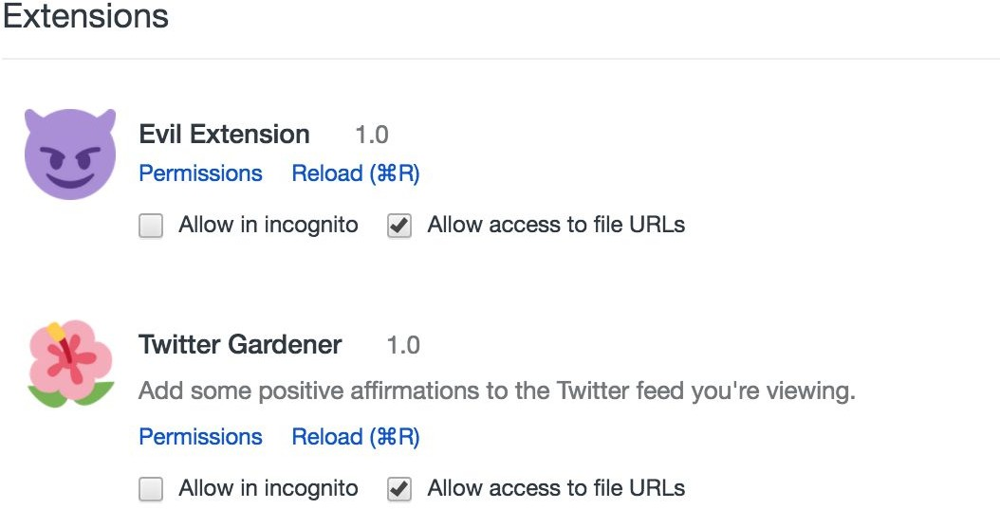 Extensions
Evil Extension 1.0
Permissions Reload (⌘R)
Allow in incognito Allow access to file URLs
Twitter Gardener 1.0
Add some positive affirmations to the Twitter feed you're viewing.
Permissions Reload (⌘R)
Allow in incognito Allow access to file URLs